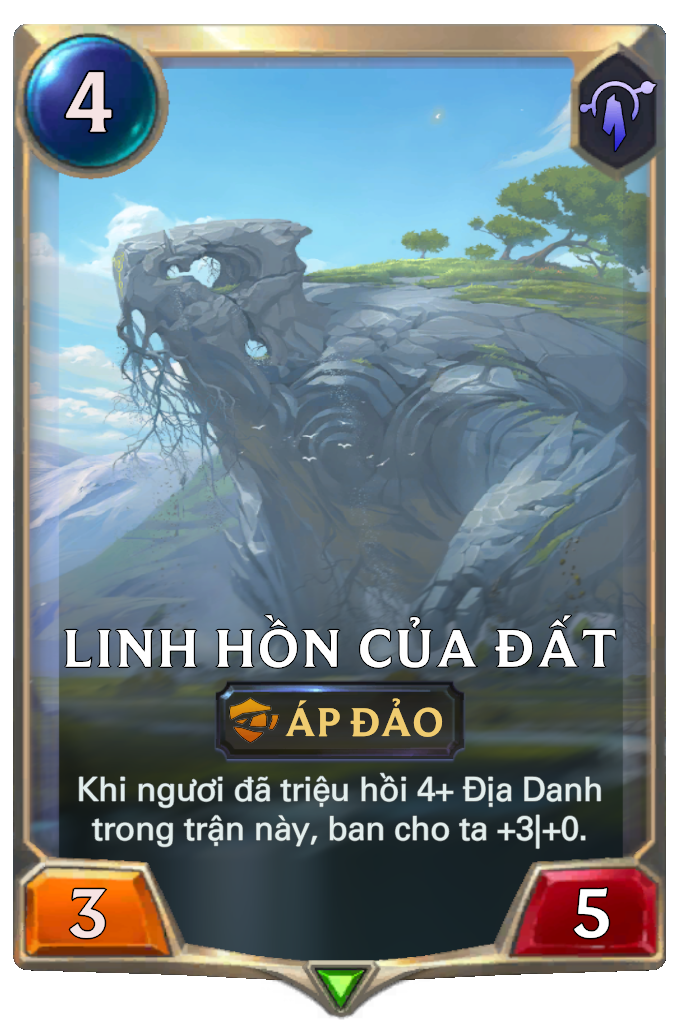 4
LINH HỒN CỦA ĐẤT
ÁP ĐẢO
Khi ngươi đã triệu hồi 4+ Địa Danh
trong trận này, ban cho ta +3|+0.
3
5